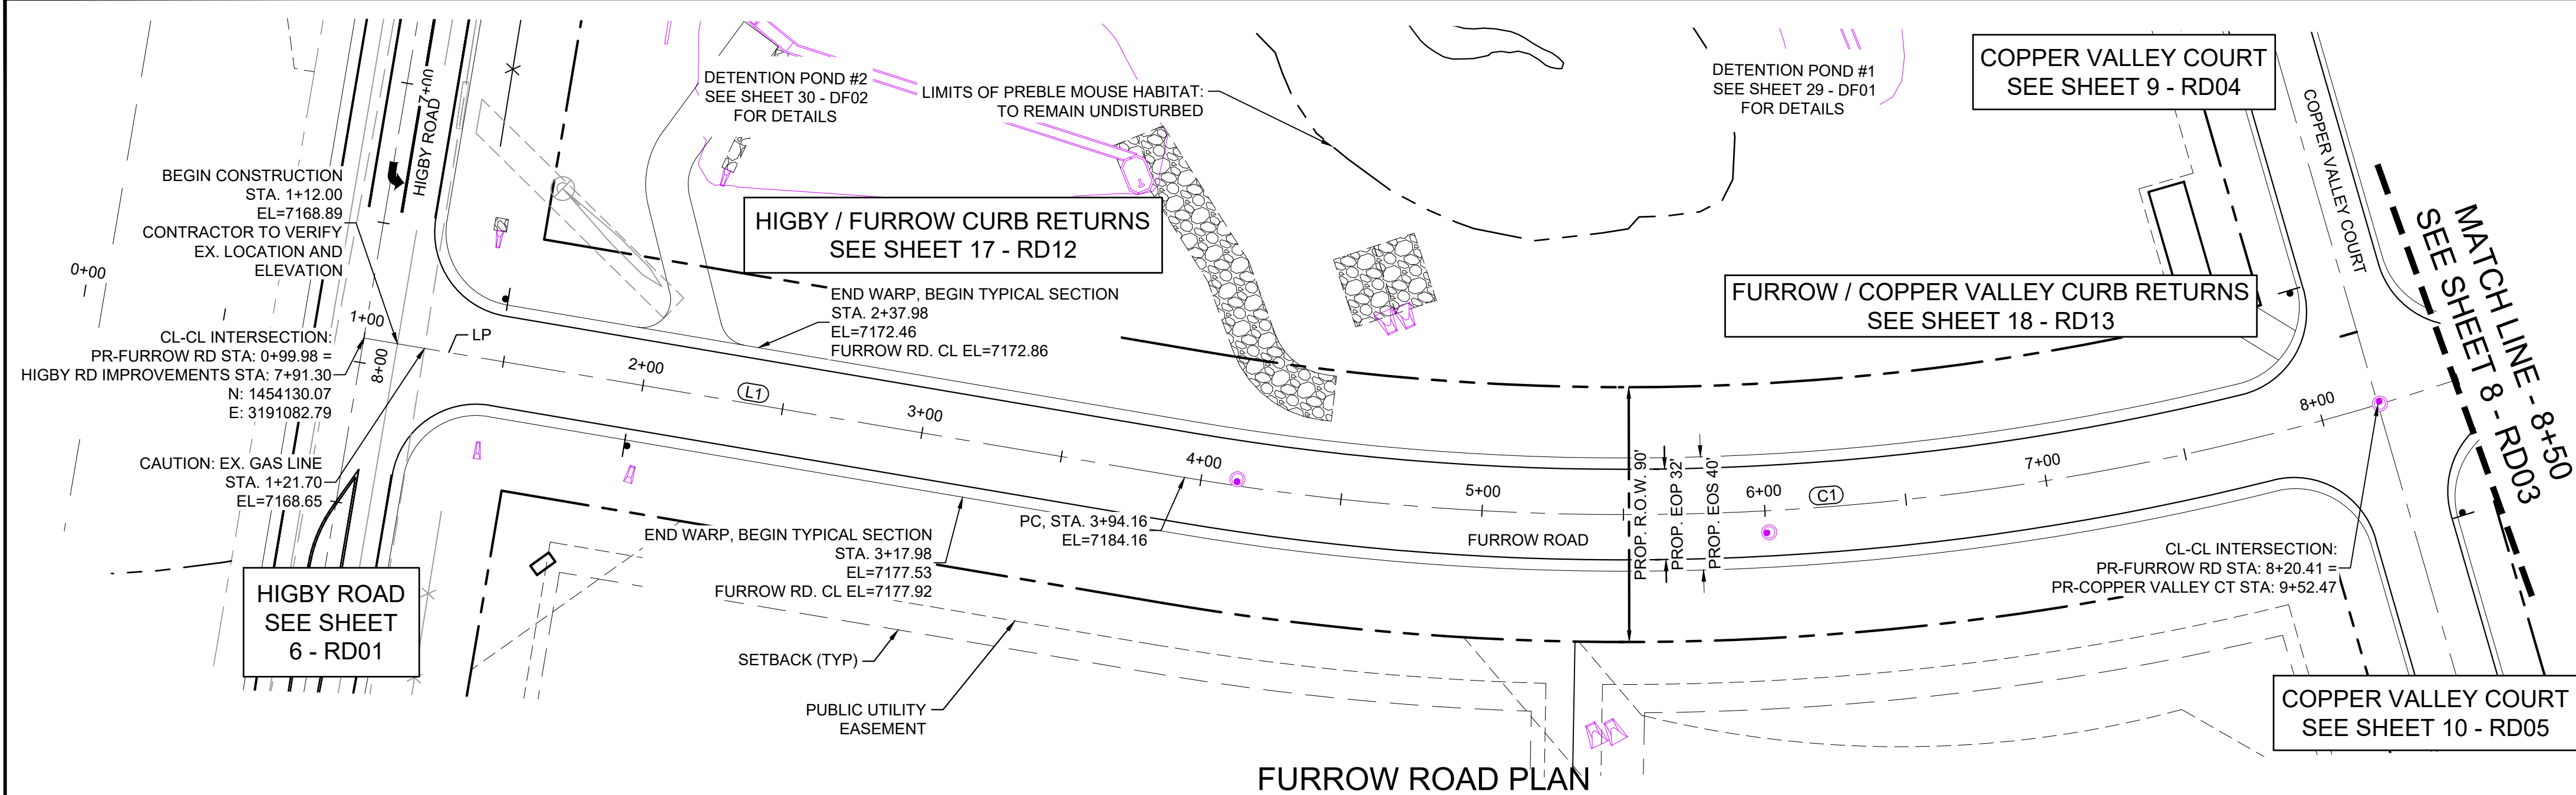 DETENTION POND #2
SEE SHEET 30 - DF02
FOR DETAILS
LIMITS OF PREBLE MOUSE HABITAT:
TO REMAIN UNDISTURBED
DETENTION POND #1
SEE SHEET 29 - DF01
FOR DETAILS
COPPER VALLEY COURT
SEE SHEET 9 - RD04
7+00
HIGBY ROAD
COPPER VALLEY COURT
BEGIN CONSTRUCTION
STA. 1+12.00
EL=7168.89
CONTRACTOR TO VERIFY
EX. LOCATION AND
ELEVATION
HIGBY / FURROW CURB RETURNS
SEE SHEET 17 - RD12
MATCH LINE - 8+50
SEE SHEET 8 - RD03
0+00
END WARP, BEGIN TYPICAL SECTION
STA. 2+37.98
EL=7172.46
FURROW RD. CL EL=7172.86
FURROW / COPPER VALLEY CURB RETURNS
SEE SHEET 18 - RD13
1+00
LP
CL-CL INTERSECTION:
PR-FURROW RD STA: 0+99.98 =
HIGBY RD IMPROVEMENTS STA: 7+91.30
N: 1454130.07
E: 3191082.79
8+00
2+00
L1
3+00
4+00
5+00
6+00
C1
7+00
8+00
CAUTION: EX. GAS LINE
STA. 1+21.70
EL=7168.65
PROP. R.O.W. 90'
PROP. EOP 32'
PROP. EOS 40'
END WARP, BEGIN TYPICAL SECTION
STA. 3+17.98
EL=7177.53
FURROW RD. CL EL=7177.92
PC, STA. 3+94.16
EL=7184.16
FURROW ROAD
CL-CL INTERSECTION:
PR-FURROW RD STA: 8+20.41 =
PR-COPPER VALLEY CT STA: 9+52.47
HIGBY ROAD
SEE SHEET
6 - RD01
SETBACK (TYP)
PUBLIC UTILITY
EASEMENT
COPPER VALLEY COURT
SEE SHEET 10 - RD05
FURROW ROAD PLAN